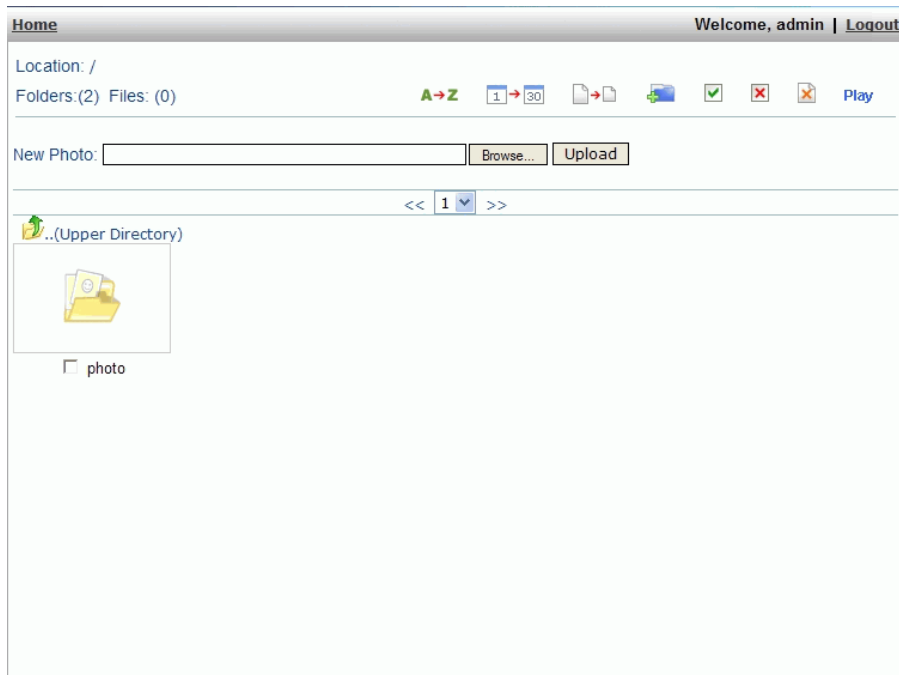 Home Welcome, admin | Logout
Location: /
Folders:(2) Files: (0) A→Z 1→30 Play
New Photo: Browse... Upload
<< 1 >>
..(Upper Directory)
photo